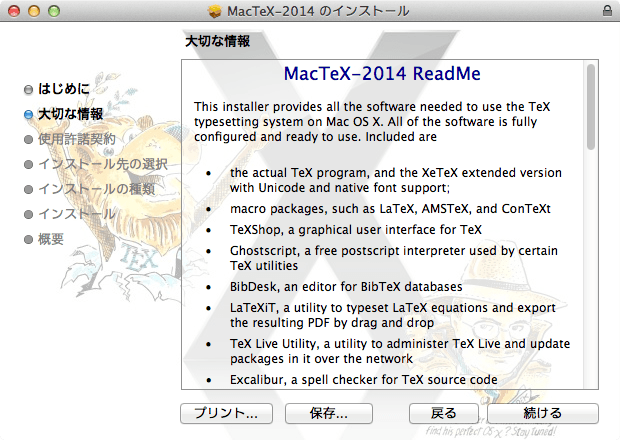 MacTeX-2014 のインストール
大切な情報
はじめに
大切な情報
使用許諾契約
インストール先の選択
インストールの種類
インストール
概要
MacTeX-2014 ReadMe
This installer provides all the software needed to use the TeX
typesetting system on Mac OS X. All of the software is fully
configured and ready to use. Included are
• the actual TeX program, and the XeTeX extended version
with Unicode and native font support;
• macro packages, such as LaTeX, AMSTeX, and ConTeXt
• TeXShop, a graphical user interface for TeX
• Ghostscript, a free postscript interpreter used by certain
TeX utilities
• BibDesk, an editor for BibTeX databases
• LaTeXiT, a utility to typeset LaTeX equations and export
the resulting PDF by drag and drop
• TeX Live Utility, a utility to administer TeX Live and update
packages in it over the network
• Excalibur, a spell checker for TeX source code
TEX
プリント...
保存...
戻る
続ける
find his perfect OS-X? Stay tuned!